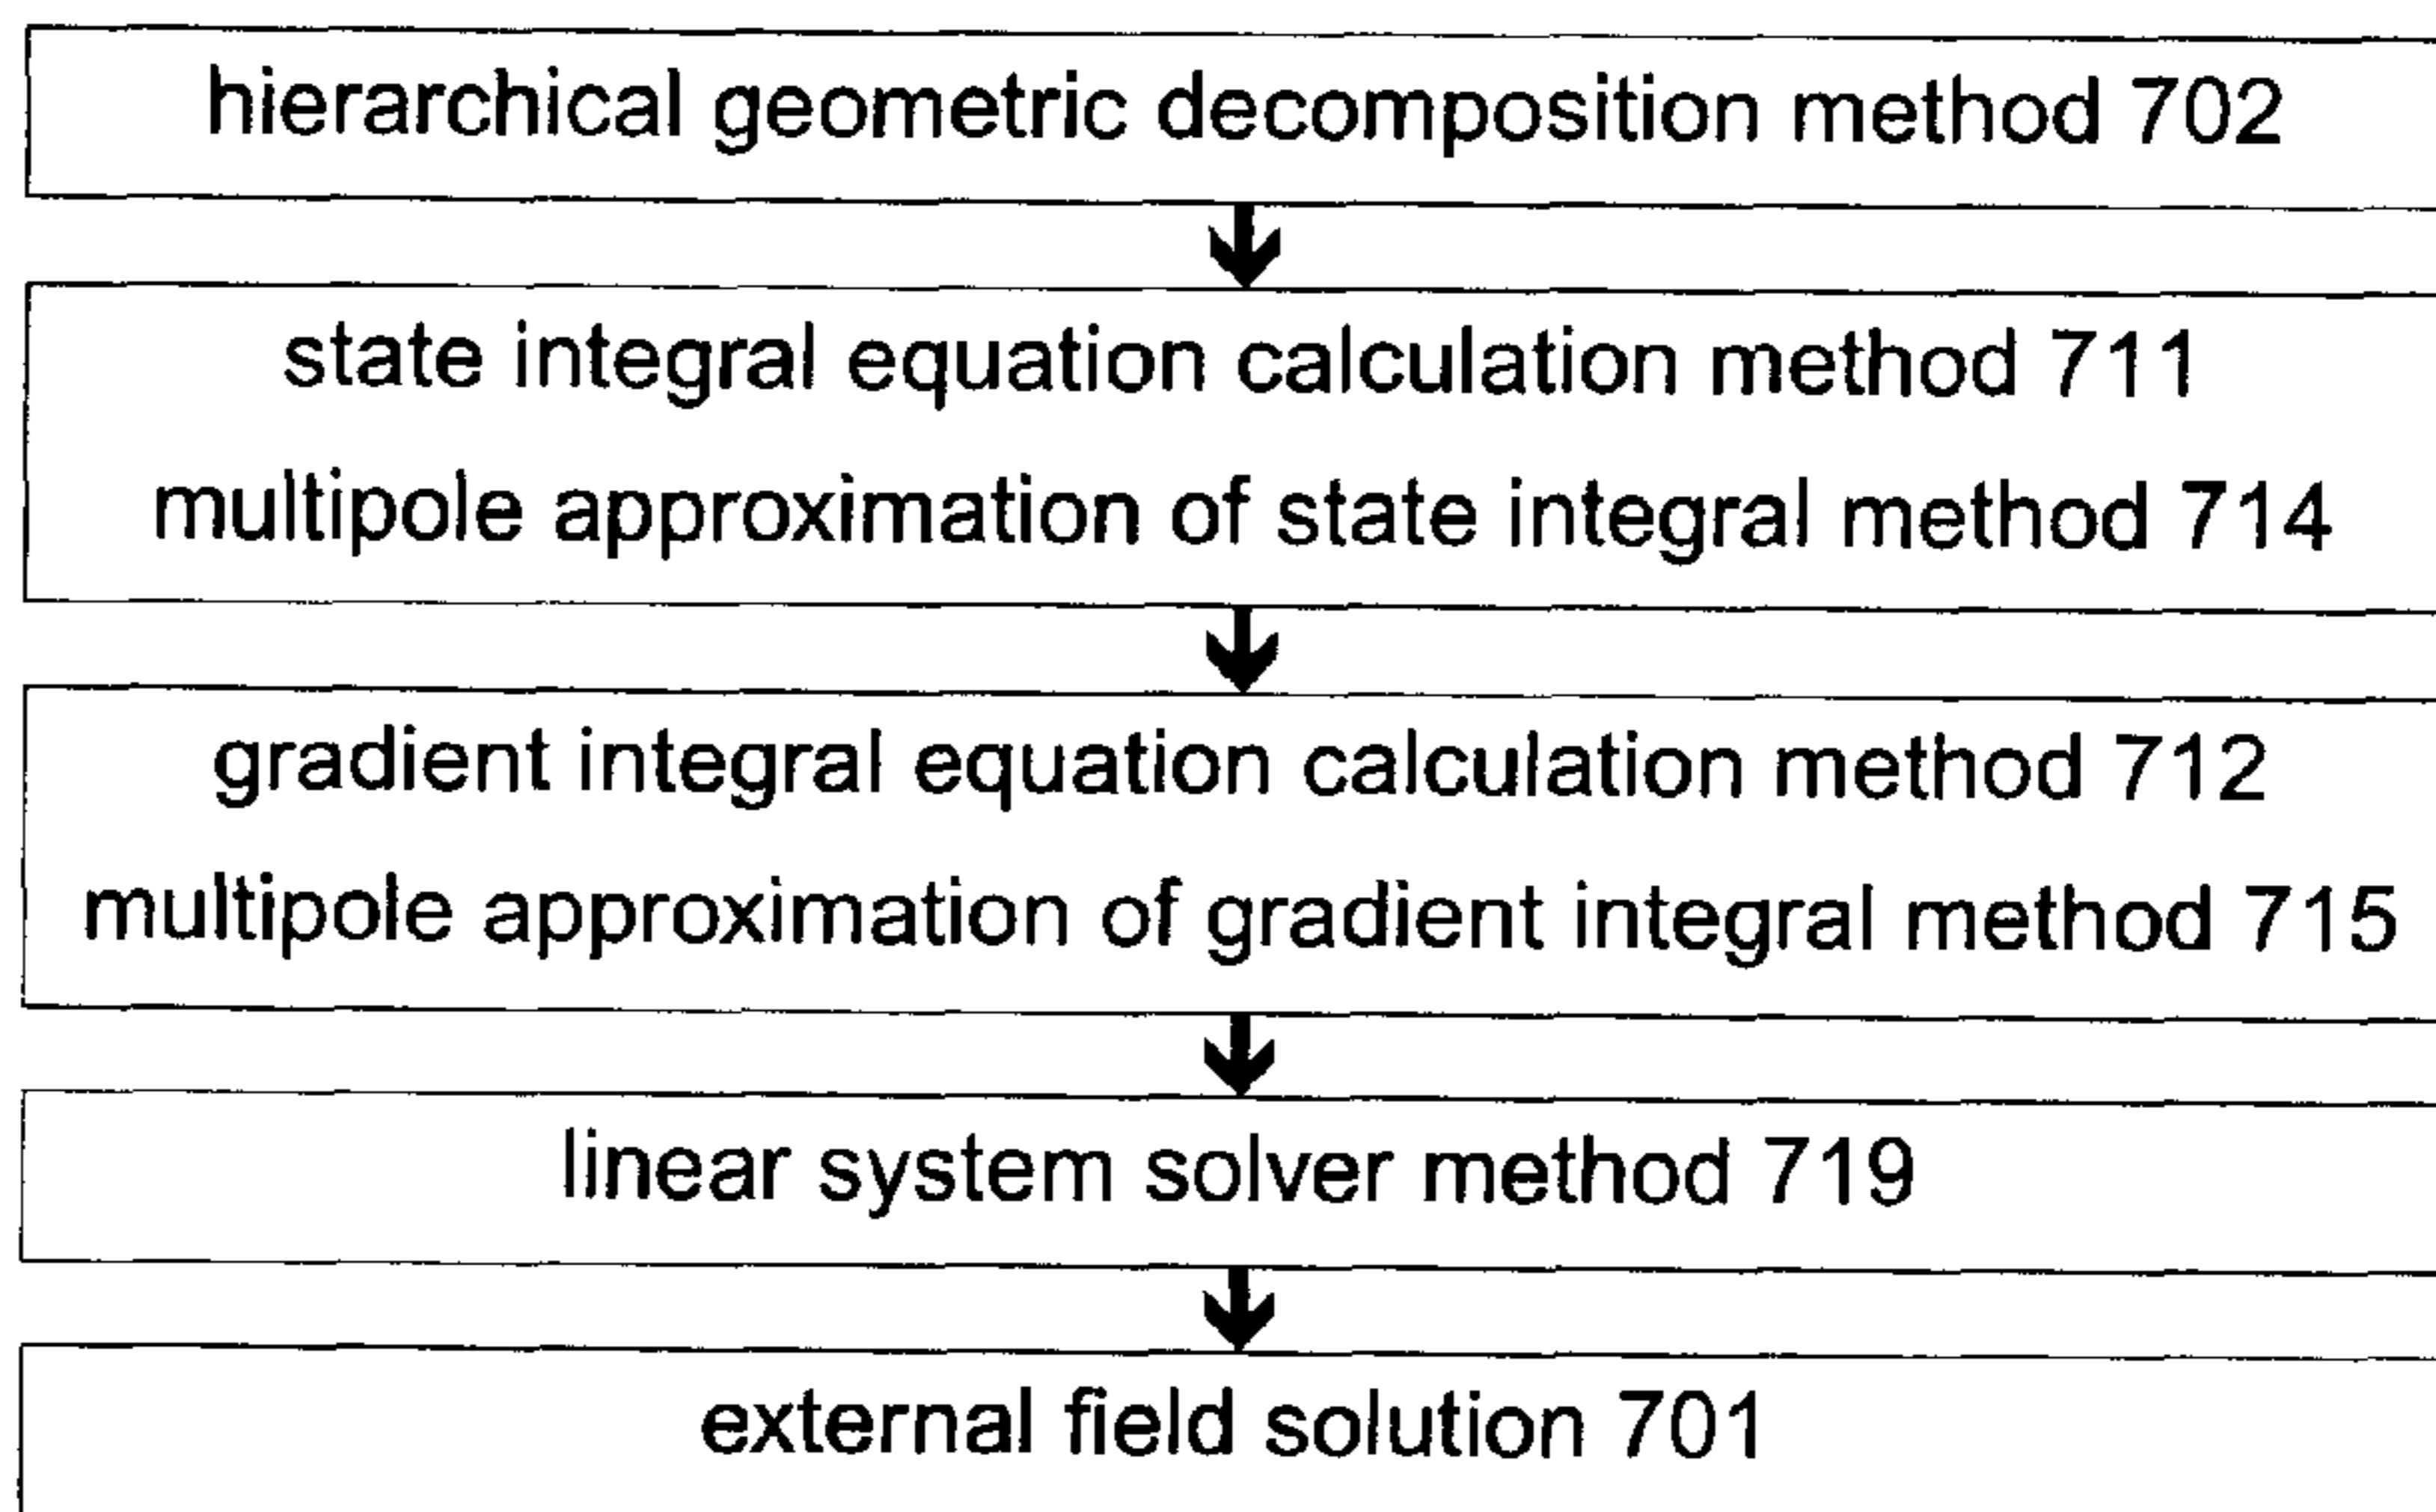 hierarchical geometric decomposition method 702
state integral equation calculation method 711
multipole approximation of state integral method 714
gradient integral equation calculation method 712
multipole approximation of gradient integral method 715
linear system solver method 719
external field solution 701